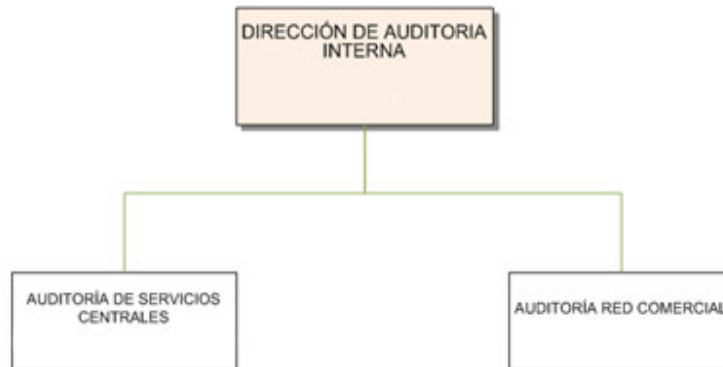 DIRECCIÓN DE AUDITORIA
INTERNA
AUDITORÍA DE SERVICIOS
CENTRALES
AUDITORÍA RED COMERCIAL